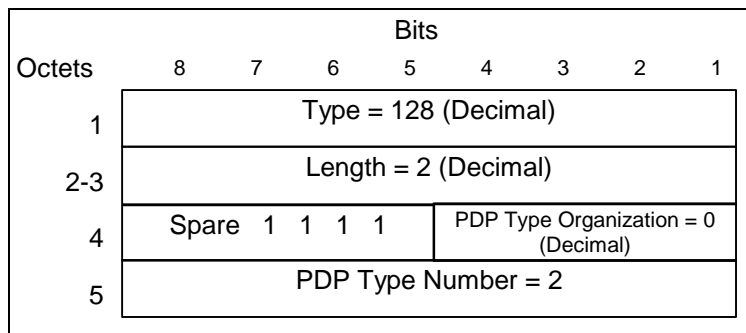 Bits
Octets 8 7 6 5 4 3 2 1
1 Type = 128 (Decimal)
2-3 Length = 2 (Decimal)
4 Spare 1 1 1 1 PDP Type Organization = 0
(Decimal)
5 PDP Type Number = 2